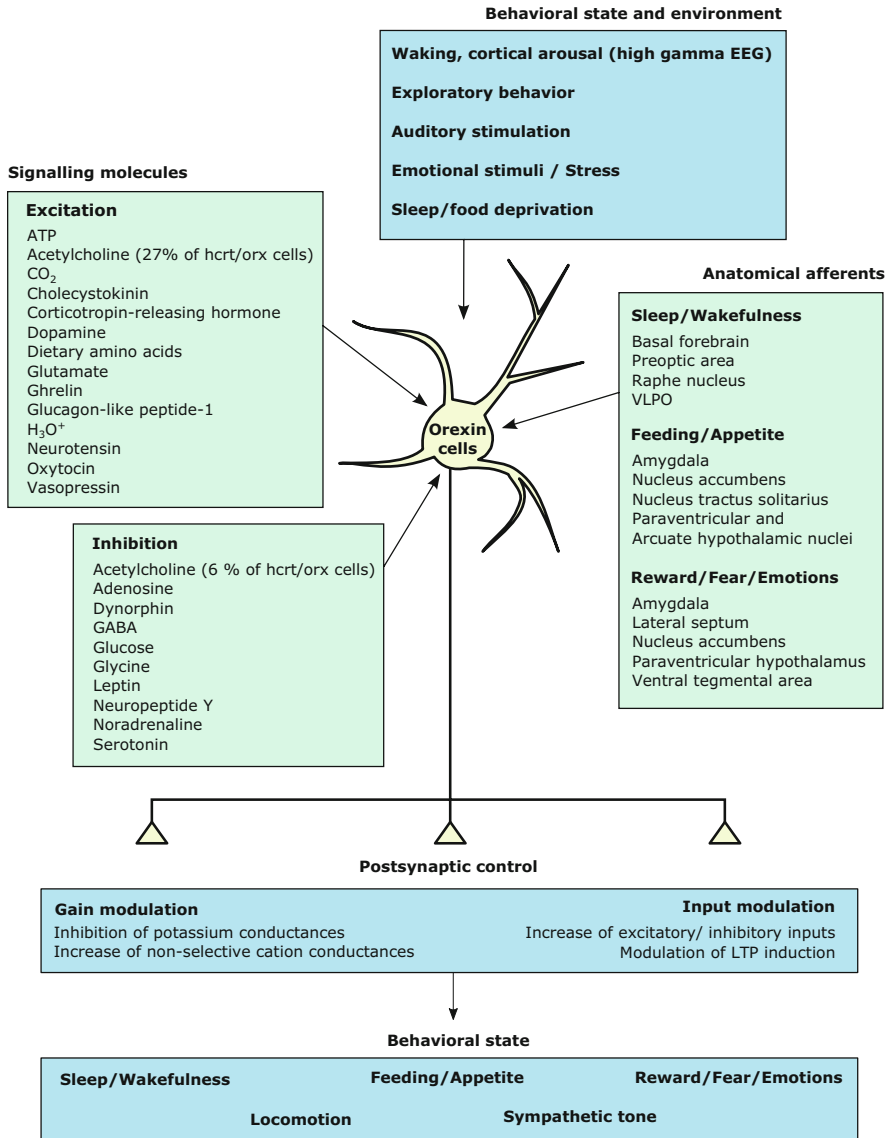 Behavioral state and environment
Waking, cortical arousal (high gamma EEG)
Exploratory behavior
Auditory stimulation
Emotional stimuli / Stress
Sleep/food deprivation
Signalling molecules
Excitation
ATP
Acetylcholine (27% of hcrt/orx cells)
CO₂
Cholecystokinin
Corticotropin-releasing hormone
Dopamine
Dietary amino acids
Glutamate
Ghrelin
Glucagon-like peptide-1
H₃O⁺
Neurotensin
Oxytocin
Vasopressin
Inhibition
Acetylcholine (6 % of hcrt/orx cells)
Adenosine
Dynorphin
GABA
Glucose
Glycine
Leptin
Neuropeptide Y
Noradrenaline
Serotonin
Orexin
cells
Anatomical afferents
Sleep/Wakefulness
Basal forebrain
Preoptic area
Raphe nucleus
VLPO
Feeding/Appetite
Amygdala
Nucleus accumbens
Nucleus tractus solitarius
Paraventricular and
Arcuate hypothalamic nuclei
Reward/Fear/Emotions
Amygdala
Lateral septum
Nucleus accumbens
Paraventricular hypothalamus
Ventral tegmental area
Postsynaptic control
Gain modulation
Inhibition of potassium conductances
Increase of non-selective cation conductances
Input modulation
Increase of excitatory/ inhibitory inputs
Modulation of LTP induction
Behavioral state
Sleep/Wakefulness
Feeding/Appetite
Reward/Fear/Emotions
Locomotion
Sympathetic tone